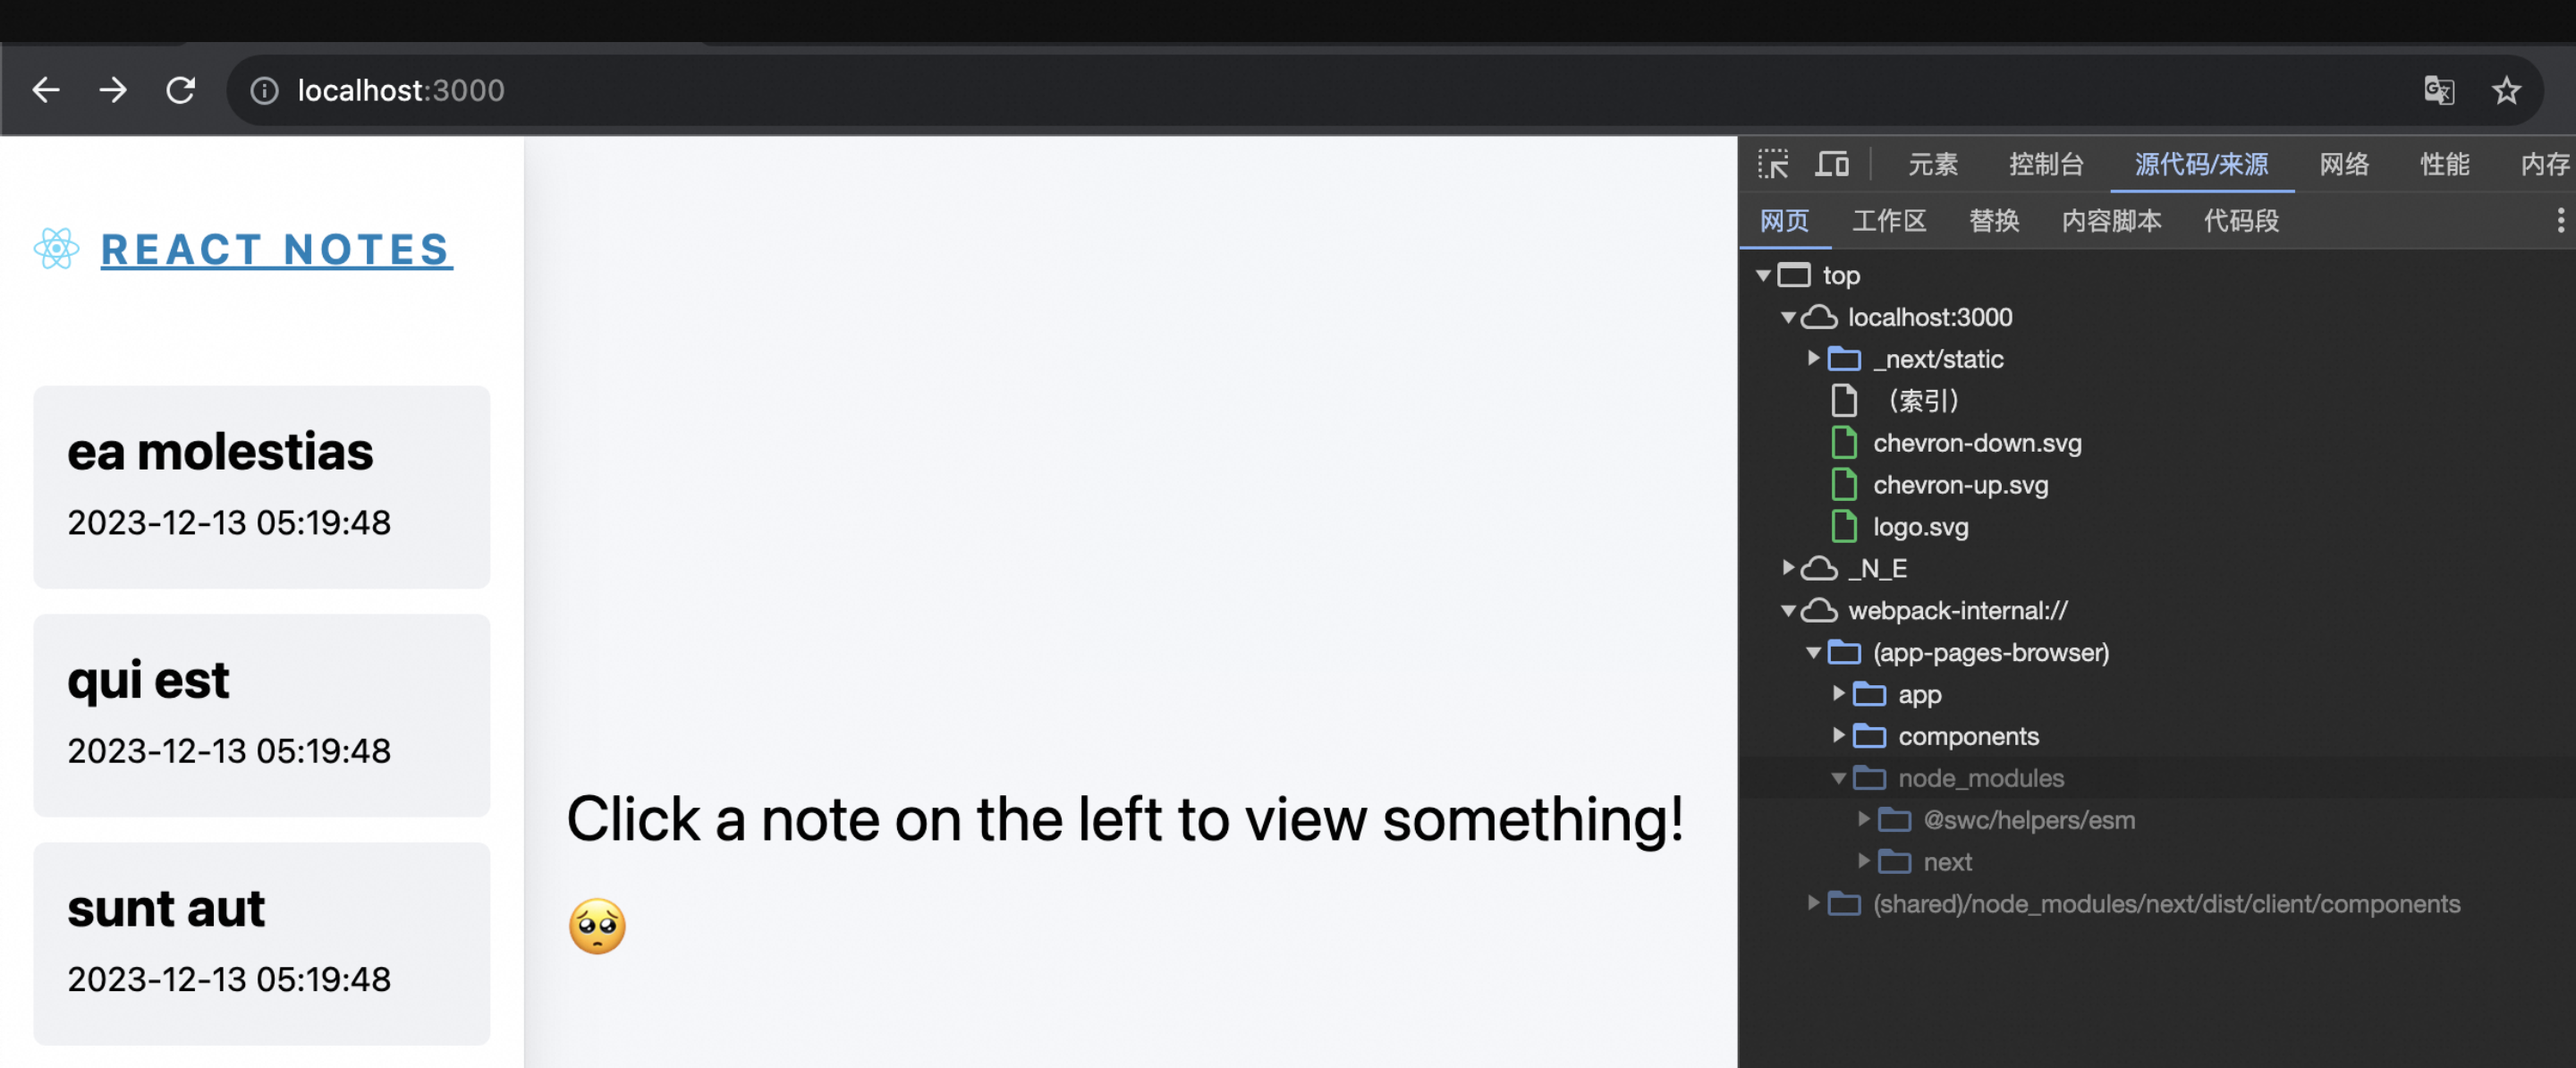 localhost:3000
REACT NOTES
ea molestias
2023-12-13 05:19:48
qui est
2023-12-13 05:19:48
sunt aut
2023-12-13 05:19:48
Click a note on the left to view something!
🥺
元素 控制台 源代码/来源 网络 性能 内存
网页 工作区 替换 内容脚本 代码段
top
localhost:3000
_next/static
（索引）
chevron-down.svg
chevron-up.svg
logo.svg
_N_E
webpack-internal://
(app-pages-browser)
app
components
node_modules
@swc/helpers/esm
next
(shared)/node_modules/next/dist/client/components